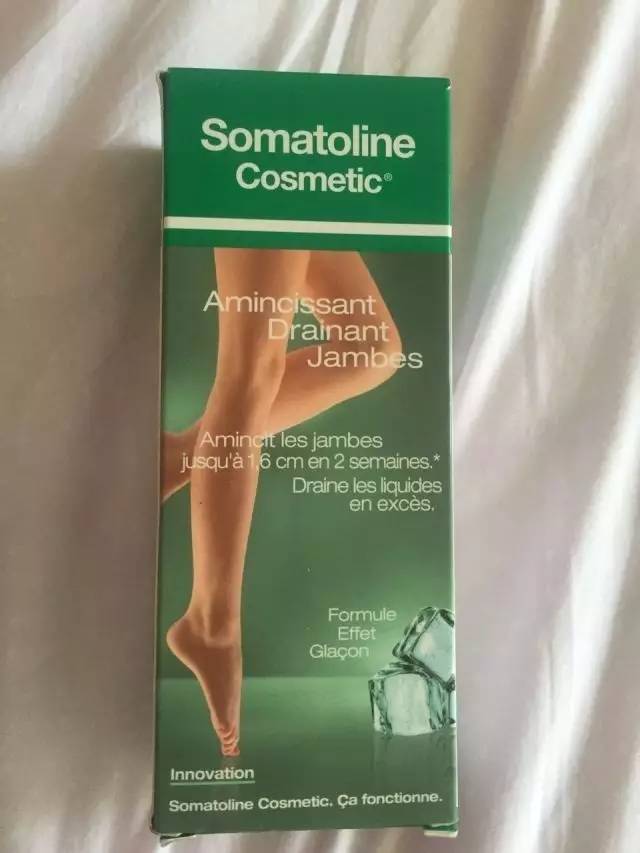 Somatoline
Cosmetic®
Amincissant
Drainant
Jambes
Amincit les jambes
jusqu'à 1,6 cm en 2 semaines.*
Draine les liquides
en excès.
Formule
Effet
Glaçon
Innovation
Somatoline Cosmetic. Ça fonctionne.